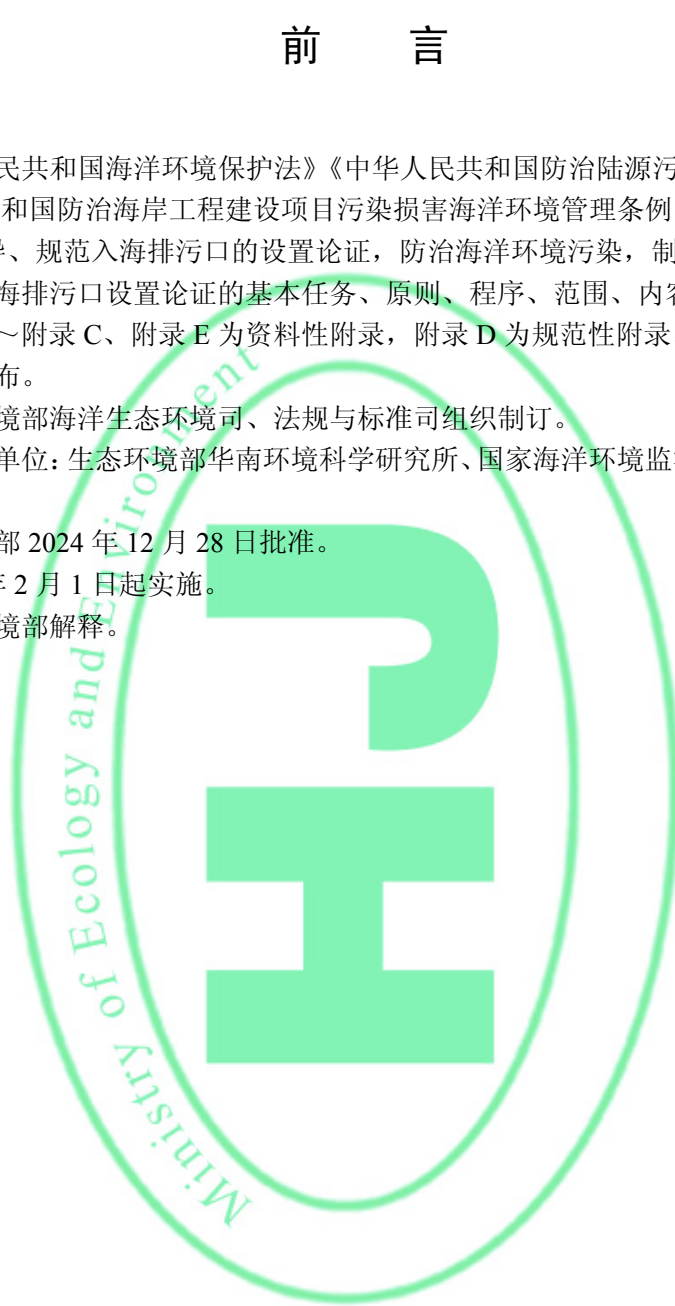 前 言
民共和国海洋环境保护法》《中华人民共和国防治陆源污
和国防治海岸工程建设项目污染损害海洋环境管理条例
、规范入海排污口的设置论证，防治海洋环境污染，制
海排污口设置论证的基本任务、原则、程序、范围、内容
～附录 C、附录 E 为资料性附录，附录 D 为规范性附录
布。
境部海洋生态环境司、法规与标准司组织制订。
单位：生态环境部华南环境科学研究所、国家海洋环境监
部 2024 年 12 月 28 日批准。
年 2 月 1 日起实施。
境部解释。
Ministry of Ecology and Environment
HJ